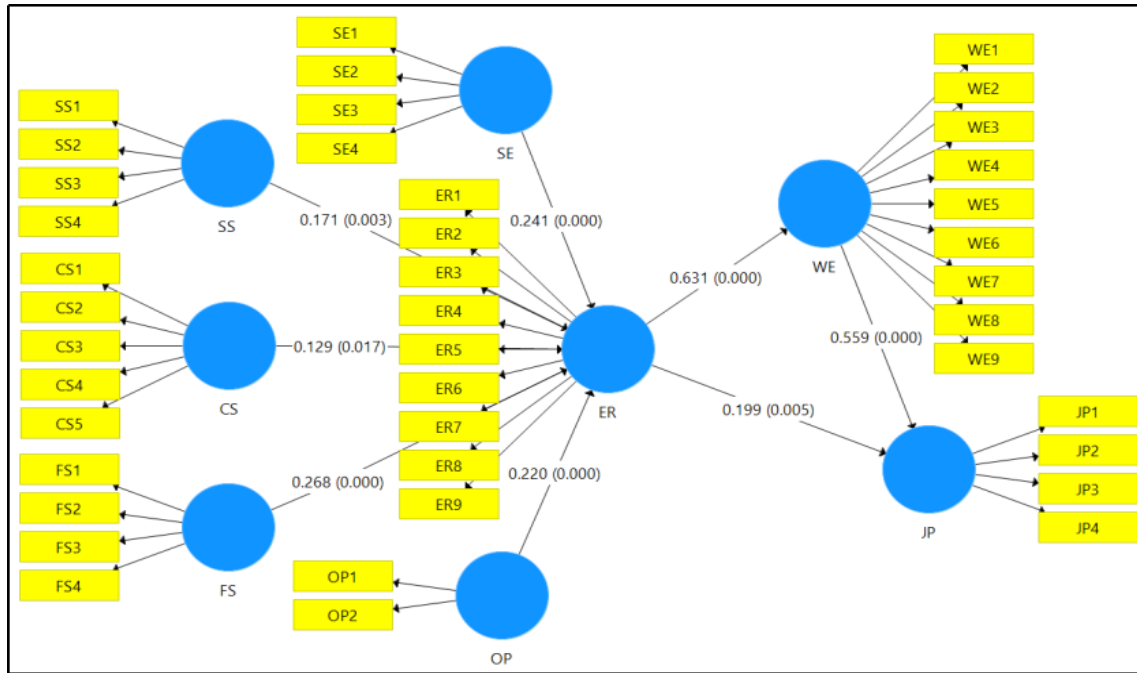 SE1
SE2
SE3
SE4
SE
SS1
SS2
SS3
SS4
SS
CS1
CS2
CS3
CS4
CS5
CS
FS1
FS2
FS3
FS4
FS
OP1
OP2
OP
0.171 (0.003)
0.241 (0.000)
0.129 (0.017)
0.268 (0.000)
0.220 (0.000)
ER1
ER2
ER3
ER4
ER5
ER6
ER7
ER8
ER9
ER
0.631 (0.000)
0.199 (0.005)
0.559 (0.000)
WE
WE1
WE2
WE3
WE4
WE5
WE6
WE7
WE8
WE9
JP
JP1
JP2
JP3
JP4